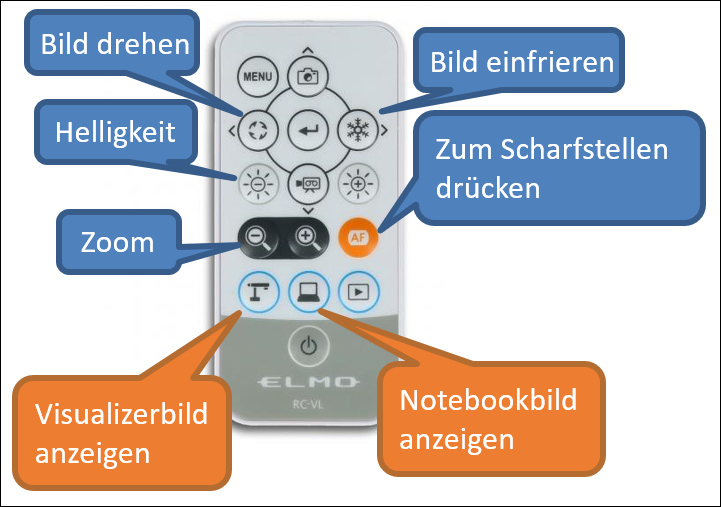 Bild drehen
Bild einfrieren
MENU
Helligkeit
Zum Scharfstellen
drücken
Zoom
AF
ELMO
RC-VL
Visualizerbild
anzeigen
Notebookbild
anzeigen